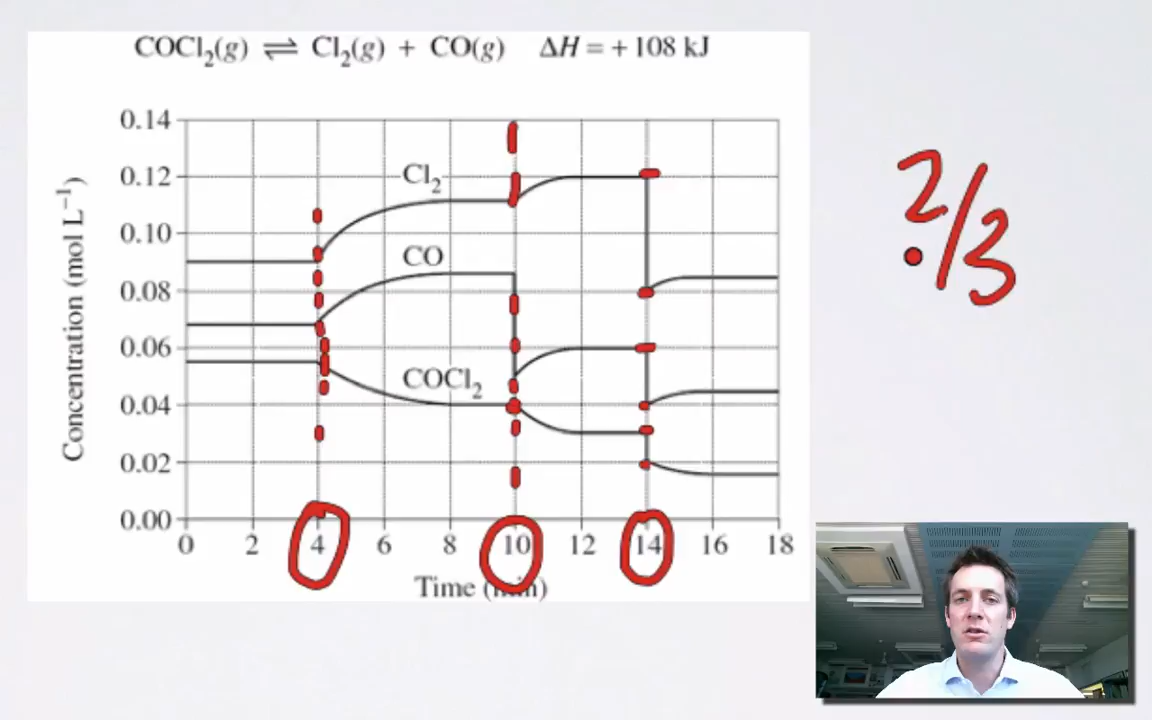 COCl₂(g) ⇌ Cl₂(g) + CO(g) ΔH = + 108 kJ
0.14
0.12
0.10
0.08
0.06
0.04
0.02
0.00
Concentration (mol L⁻¹)
Cl₂
CO
COCl₂
0 2 4 6 8 10 12 14 16 18
Time (min)
2/3